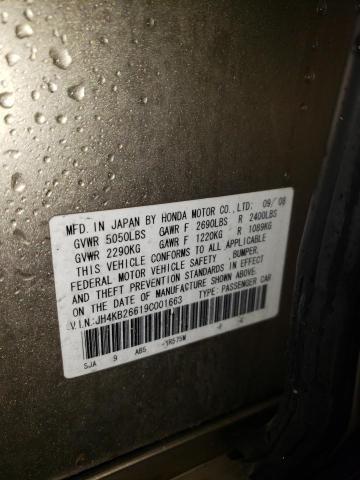 MFD. IN JAPAN BY HONDA MOTOR CO.,LTD. 09/08
GVWR 5050LBS GAWR F 2690LBS R 2400LBS
GVWR 2290KG GAWR F 1220KG R 1089KG
THIS VEHICLE CONFORMS TO ALL APPLICABLE
FEDERAL MOTOR VEHICLE SAFETY, BUMPER,
AND THEFT PREVENTION STANDARDS IN EFFECT
ON THE DATE OF MANUFACTURE SHOWN ABOVE.
V.I.N:JH4KB26619C001663 TYPE:PASSENGER CAR
SJA 9 ABS -YR575M